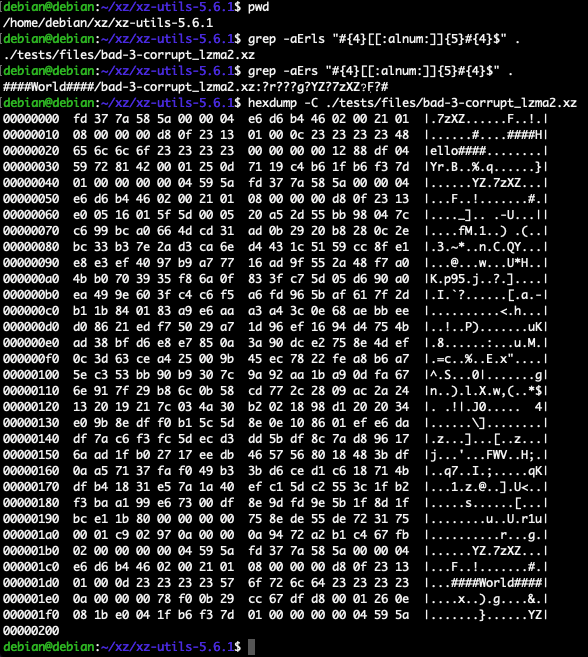 debian@debian:~/xz/xz-utils-5.6.1$ pwd
/home/debian/xz/xz-utils-5.6.1
debian@debian:~/xz/xz-utils-5.6.1$ grep -aErls "#{4}[[:alnum:]]{5}#{4}$" .
./tests/files/bad-3-corrupt_lzma2.xz
debian@debian:~/xz/xz-utils-5.6.1$ grep -aErs "#{4}[[:alnum:]]{5}#{4}$" .
####World####/bad-3-corrupt_lzma2.xz:?r???g?YZ?7zXZ?F?#
debian@debian:~/xz/xz-utils-5.6.1$ hexdump -C ./tests/files/bad-3-corrupt_lzma2.xz
00000000 fd 37 7a 58 5a 00 00 04 e6 d6 b4 46 02 00 21 01 |.7zXZ......F..!.|
00000010 08 00 00 00 d8 0f 23 13 01 00 0c 23 23 23 23 48 |......#....####H|
00000020 65 6c 6c 6f 23 23 23 23 00 00 00 00 12 88 df 04 |ello####........|
00000030 59 72 81 42 00 01 25 0d 71 19 c4 b6 1f b6 f3 7d |Yr.B..%.q......}|
00000040 01 00 00 00 00 04 59 5a fd 37 7a 58 5a 00 00 04 |......YZ.7zXZ...|
00000050 e6 d6 b4 46 02 00 21 01 08 00 00 00 d8 0f 23 13 |...F..!.......#.|
00000060 e0 05 16 01 5f 5d 00 05 20 a5 2d 55 bb 98 04 7c |...._].. .-U...||
00000070 c6 99 bc a0 66 4d cd 31 ad 0b 29 20 b8 28 0c 2e |....fM.1..) .(..|
00000080 bc 33 b3 7e 2a d3 ca 6e d4 43 1c 51 59 cc 8f e1 |.3.~*..n.C.QY...|
00000090 e8 e3 ef 40 97 b9 a7 77 16 ad 9f 55 2a 48 f7 a0 |...@...w...U*H..|
000000a0 4b b0 70 39 35 f8 6a 0f 83 3f c7 5d 05 d6 90 a0 |K.p95.j..?.]....|
000000b0 ea 49 9e 60 3f c4 c6 f5 a6 fd 96 5b af 61 7f 2d |.I.`?......[.a.-|
000000c0 b1 1b 84 01 83 a9 e6 aa a3 a4 3c 0e 68 ae bb ee |..........<.h...|
000000d0 d0 86 21 ed f7 50 29 a7 1d 96 ef 16 94 d4 75 4b |..!..P).......uK|
000000e0 ad 38 bf d6 e8 e7 85 0a 3a 90 dc e2 75 8e 4d ef |.8......:...u.M.|
000000f0 0c 3d 63 ca e4 25 00 9b 45 ec 78 22 fe a8 b6 a7 |.=c..%..E.x"....|
00000100 5e c3 53 bb 90 b9 30 7c 9a 92 aa 1b a9 0d fa 67 |^.S...0|.......g|
00000110 6e 91 7f 29 b8 6c 0b 58 cd 77 2c 28 09 ac 2a 24 |n..).l.X.w,(..*$|
00000120 13 20 19 21 7c 03 4a 30 b2 02 18 98 d1 20 20 34 |. .!|.J0.....  4|
00000130 e0 9b 8e df f0 b1 5c 5d 8e 0e 10 86 01 ef e6 da |......\]........|
00000140 df 7a c6 f3 fc 5d ec d3 dd 5b df 8c 7a d8 96 17 |.z...]...[..z...|
00000150 6a ad 1f b0 27 17 ee db 46 57 56 80 18 48 3b df |j...'...FWV..H;.|
00000160 0a a5 71 37 fa f0 49 b3 3b d6 ce d1 c6 18 71 4b |..q7..I.;.....qK|
00000170 df b4 18 31 e5 7a 1a 40 ef c1 5d c2 55 3c 1f b2 |...1.z.@..].U<..|
00000180 f3 ba a1 99 e6 73 00 df 8e 9d fd 9e 5b 1f 8d 1f |.....s......[...|
00000190 bc e1 1b 80 00 00 00 00 75 8e de 55 de 72 31 75 |........u..U.r1u|
000001a0 00 01 c9 02 97 0a 00 00 0a 94 72 a2 b1 c4 67 fb |..........r...g.|
000001b0 02 00 00 00 00 04 59 5a fd 37 7a 58 5a 00 00 04 |......YZ.7zXZ...|
000001c0 e6 d6 b4 46 02 00 21 01 08 00 00 00 d8 0f 23 13 |...F..!.......#.|
000001d0 01 00 0d 23 23 23 23 57 6f 72 6c 64 23 23 23 23 |...####World####|
000001e0 0a 00 00 00 78 f0 0b 29 cc 67 df d8 00 01 26 0e |....x..).g....&.|
000001f0 08 1b e0 04 1f b6 f3 7d 01 00 00 00 00 04 59 5a |.......}......YZ|
00000200
debian@debian:~/xz/xz-utils-5.6.1$